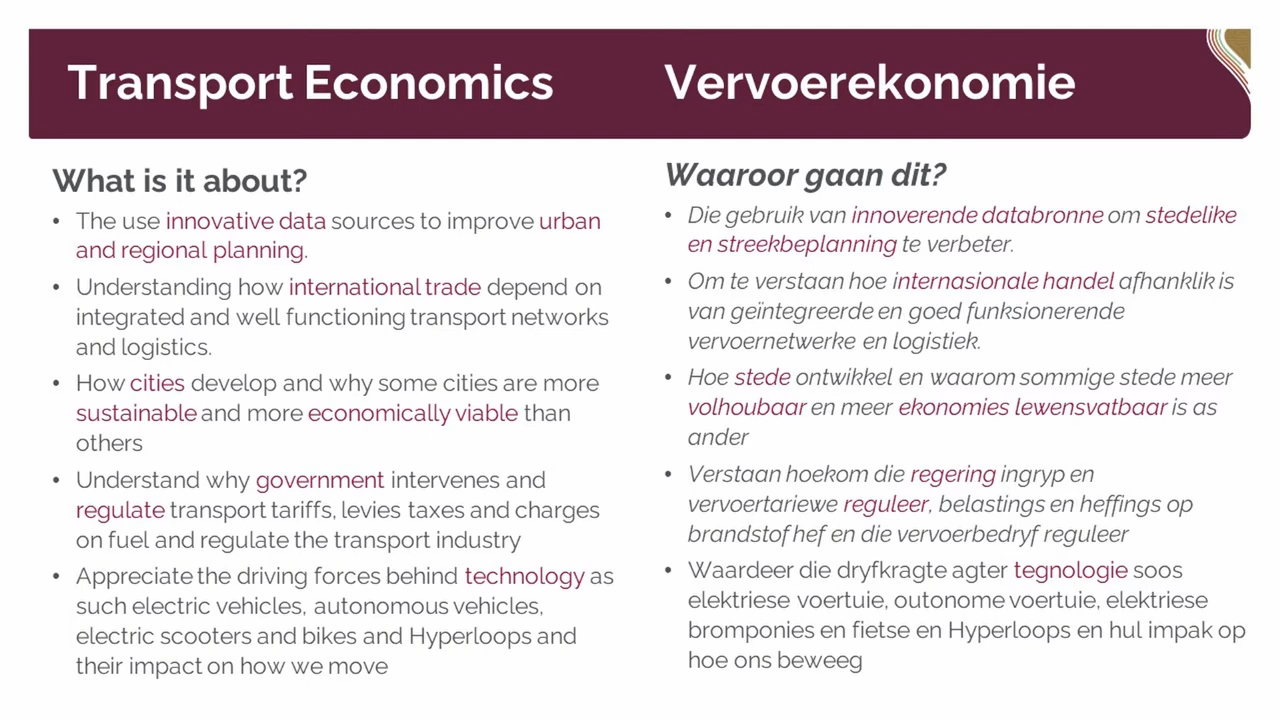 Transport Economics
Vervoerekonomie
What is it about?
• The use innovative data sources to improve urban
and regional planning.
• Understanding how international trade depend on
integrated and well functioning transport networks
and logistics.
• How cities develop and why some cities are more
sustainable and more economically viable than
others
• Understand why government intervenes and
regulate transport tariffs, levies taxes and charges
on fuel and regulate the transport industry
• Appreciate the driving forces behind technology as
such electric vehicles, autonomous vehicles,
electric scooters and bikes and Hyperloops and
their impact on how we move
Waaroor gaan dit?
• Die gebruik van innoverende databronne om stedelike
en streekbeplanning te verbeter.
• Om te verstaan hoe internasionale handel afhanklik is
van geïntegreerde en goed funksionerende
vervoernetwerke en logistiek.
• Hoe stede ontwikkel en waarom sommige stede meer
volhoubaar en meer ekonomies lewensvatbaar is as
ander
• Verstaan hoekom die regering ingryp en
vervoertariewe reguleer, belastings en heffings op
brandstof hef en die vervoerbedryf reguleer
• Waardeer die dryfkragte agter tegnologie soos
elektriese voertuie, outonome voertuie, elektriese
bromponies en fietse en Hyperloops en hul impak op
hoe ons beweeg